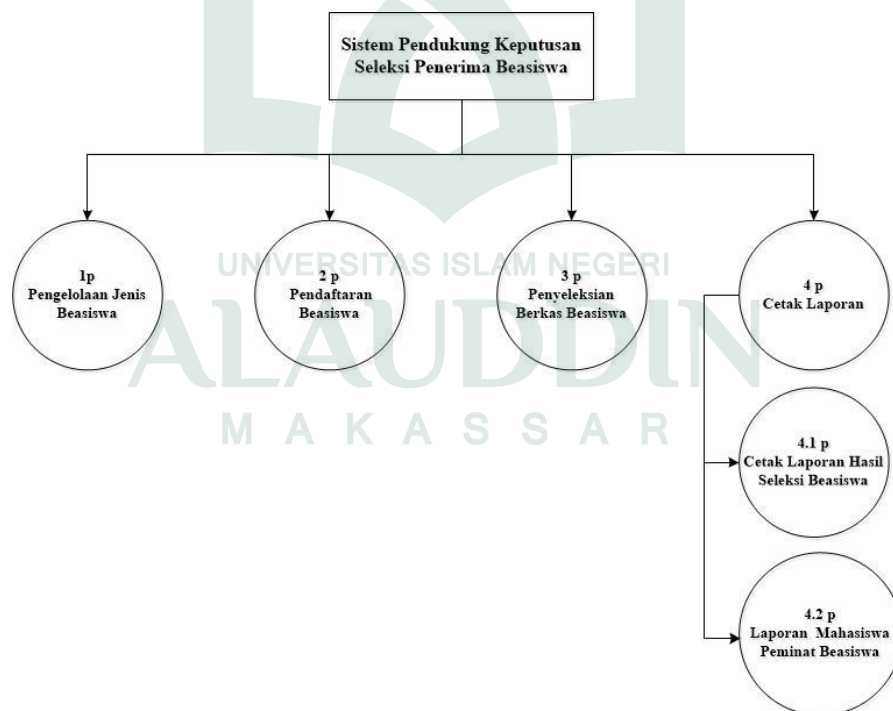 Sistem Pendukung Keputusan
Seleksi Penerima Beasiswa
1p
Pengelolaan Jenis
Beasiswa
2 p
Pendaftaran
Beasiswa
3 p
Penyeleksian
Berkas Beasiswa
4 p
Cetak Laporan
UNIVERSITAS ISLAM NEGERI
ALAUDDIN
MAKASSAR
4.1 p
Cetak Laporan Hasil
Seleksi Beasiswa
4.2 p
Laporan Mahasiswa
Peminat Beasiswa